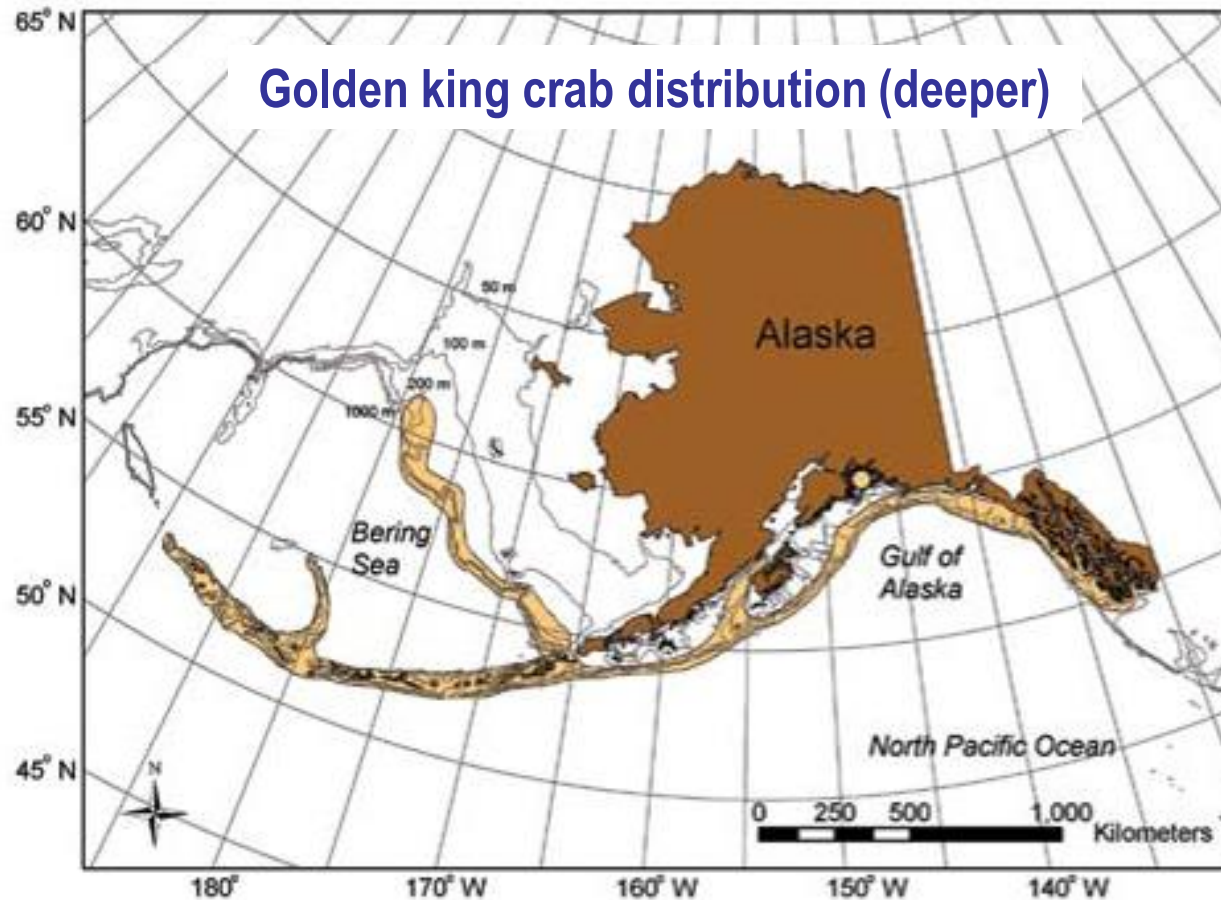 65° N
Golden king crab distribution (deeper)
60° N
50 m
Alaska
100 m
200 m
1000 m
55° N
Bering
Sea
Gulf of
Alaska
50° N
North Pacific Ocean
45° N
N
0 250 500 1,000
Kilometers
180° 170° W 160° W 150° W 140° W